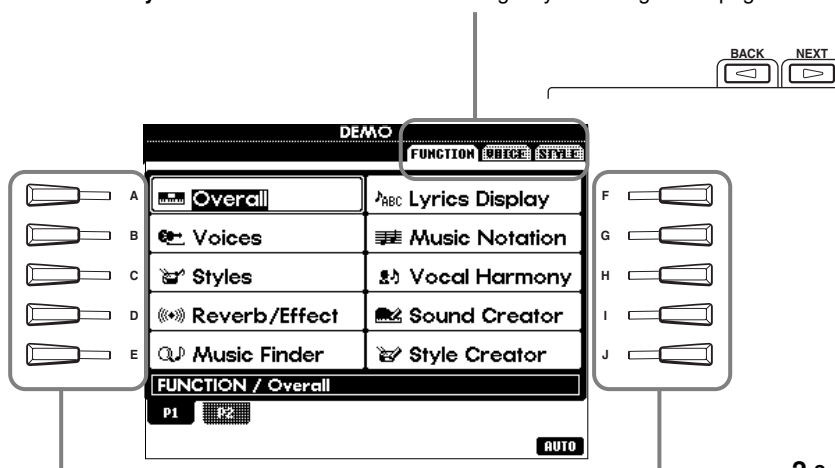 BACK NEXT
DEMO
FUNCTION VOICE STYLE
A Overall ABC Lyrics Display F
B Voices Music Notation G
C Styles Vocal Harmony H
D Reverb/Effect Sound Creator I
E Music Finder Style Creator J
FUNCTION / Overall
P1 P2
AUTO